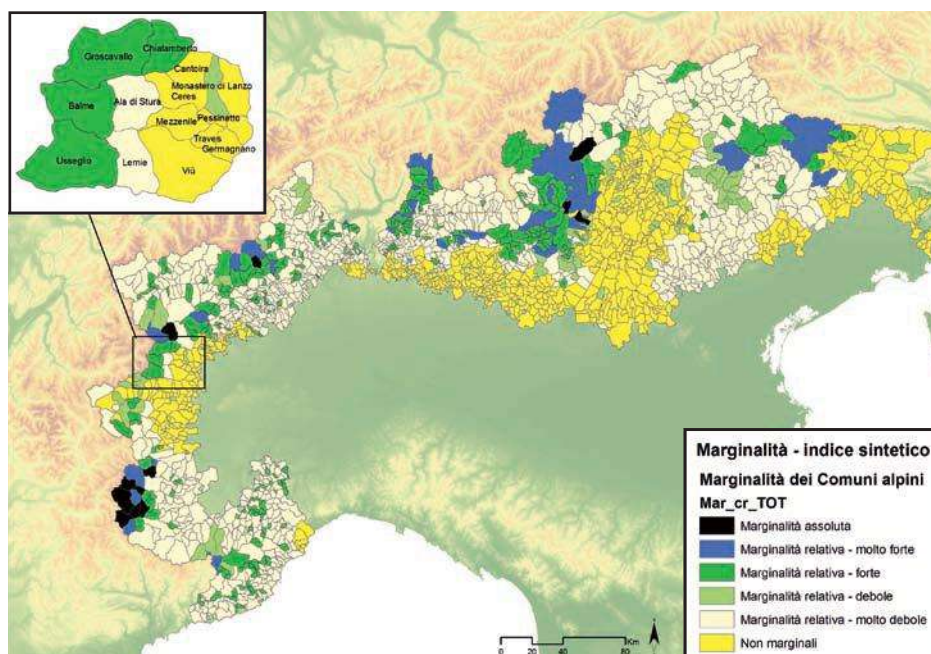 Groscavallo
Chialamberto
Cantoira
Balme
Ala di Stura
Monastero di Lanzo
Ceres
Mezzenile
Pessinetto
Traves
Germagnano
Usseglio
Lemie
Viù
Marginalità - indice sintetico
Marginalità dei Comuni alpini
Mar_cr_TOT
Marginalità assoluta
Marginalità relativa - molto forte
Marginalità relativa - forte
Marginalità relativa - debole
Marginalità relativa - molto debole
Non marginali
0 20 40 80
Km